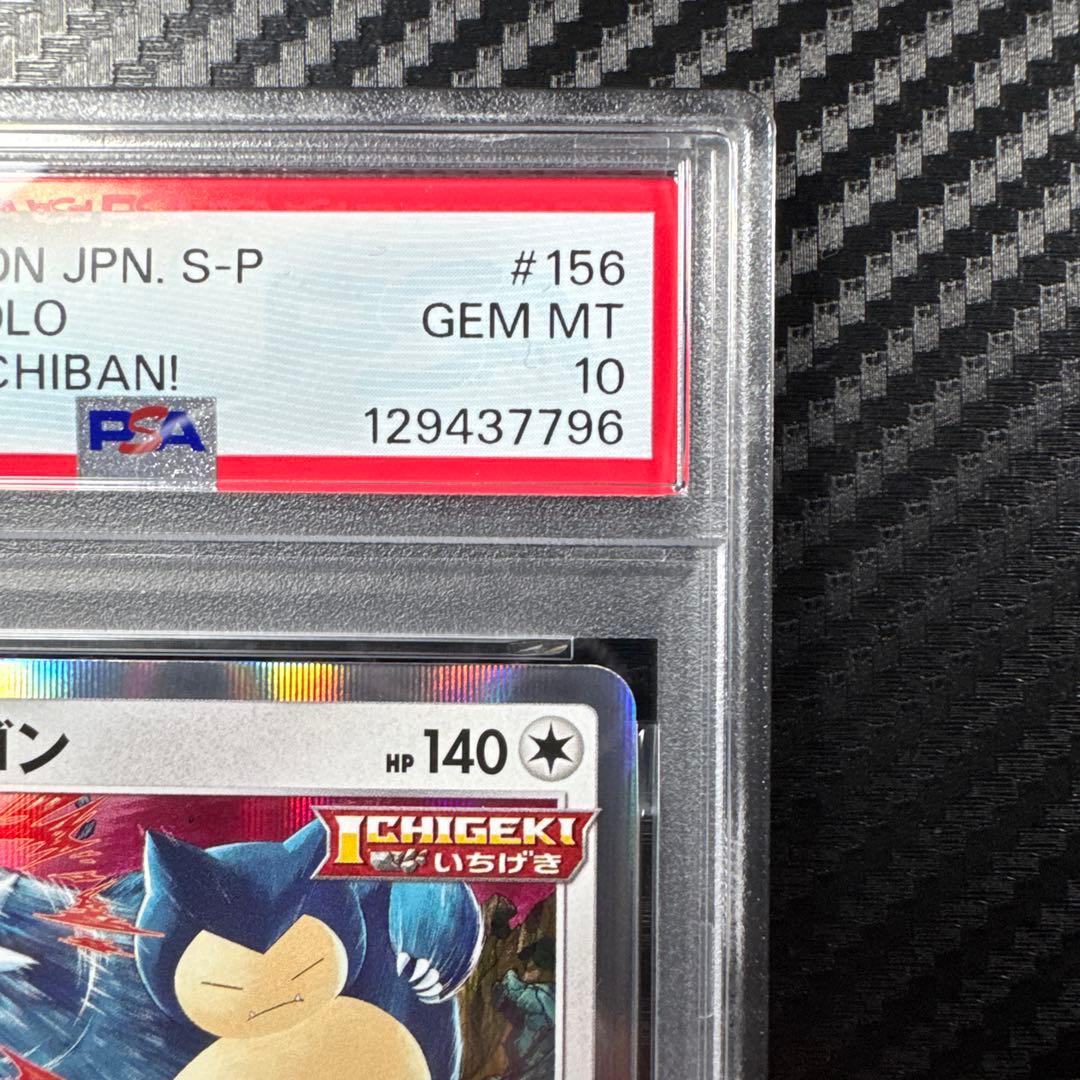 ON JPN. S-P #156
OLO GEM MT
CHIBAN! 10
PSA 129437796
ゴン HP 140
ICHIGEKI
いちげき